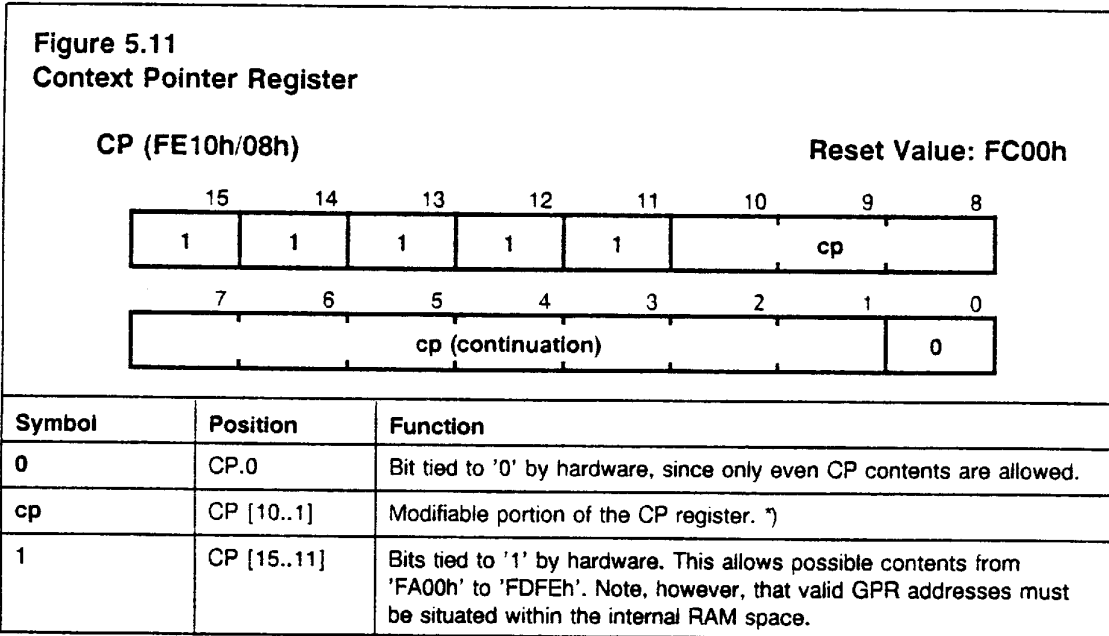 Figure 5.11
Context Pointer Register
CP (FE10h/08h) Reset Value: FC00h
15 14 13 12 11 10 9 8
1 1 1 1 1 cp
7 6 5 4 3 2 1 0
cp (continuation) 0
Symbol Position Function
0 CP.0 Bit tied to '0' by hardware, since only even CP contents are allowed.
cp CP [10..1] Modifiable portion of the CP register. *)
1 CP [15..11] Bits tied to '1' by hardware. This allows possible contents from
'FA00h' to 'FDFEh'. Note, however, that valid GPR addresses must
be situated within the internal RAM space.